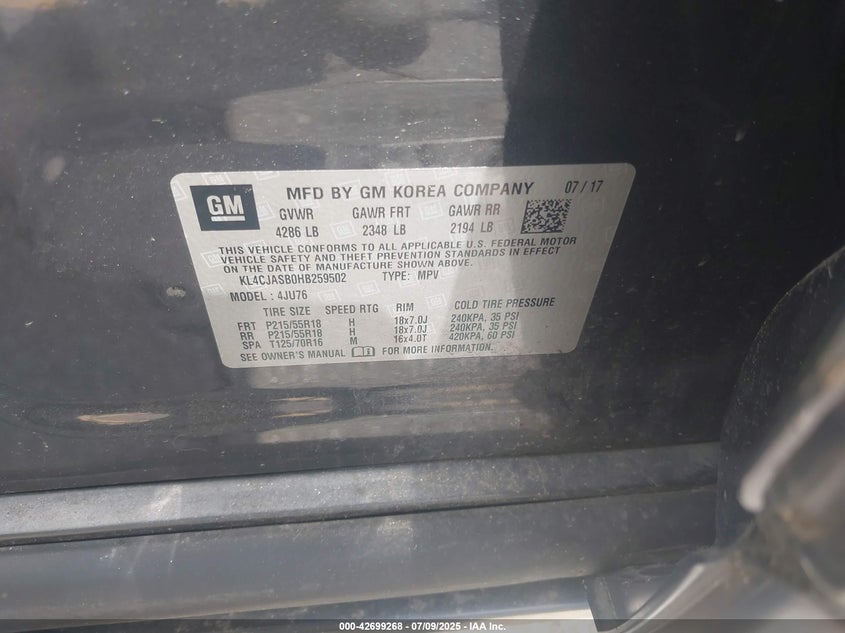 GM
MFD BY GM KOREA COMPANY 07 / 17
GVWR GAWR FRT GAWR RR
4286 LB 2348 LB 2194 LB
THIS VEHICLE CONFORMS TO ALL APPLICABLE U.S. FEDERAL MOTOR
VEHICLE SAFETY AND THEFT PREVENTION STANDARDS IN EFFECT
ON THE DATE OF MANUFACTURE SHOWN ABOVE.
KL4CJASB0HB259502 TYPE: MPV
MODEL : 4JU76
TIRE SIZE SPEED RTG RIM COLD TIRE PRESSURE
FRT P215/55R18 H 18x7.0J 240KPA, 35 PSI
RR P215/55R18 H 18x7.0J 240KPA, 35 PSI
SPA T125/70R16 M 16x4.0T 420KPA, 60 PSI
SEE OWNER'S MANUAL FOR MORE INFORMATION.
000-42699268 - 07/09/2025 - IAA Inc.